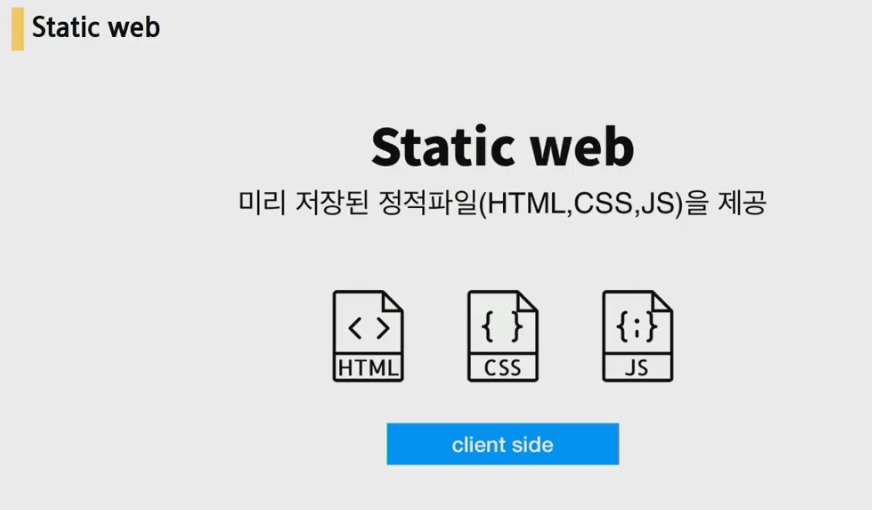 Static web
Static web
미리 저장된 정적파일(HTML,CSS,JS)을 제공
< > { } {;}
HTML CSS JS
client side